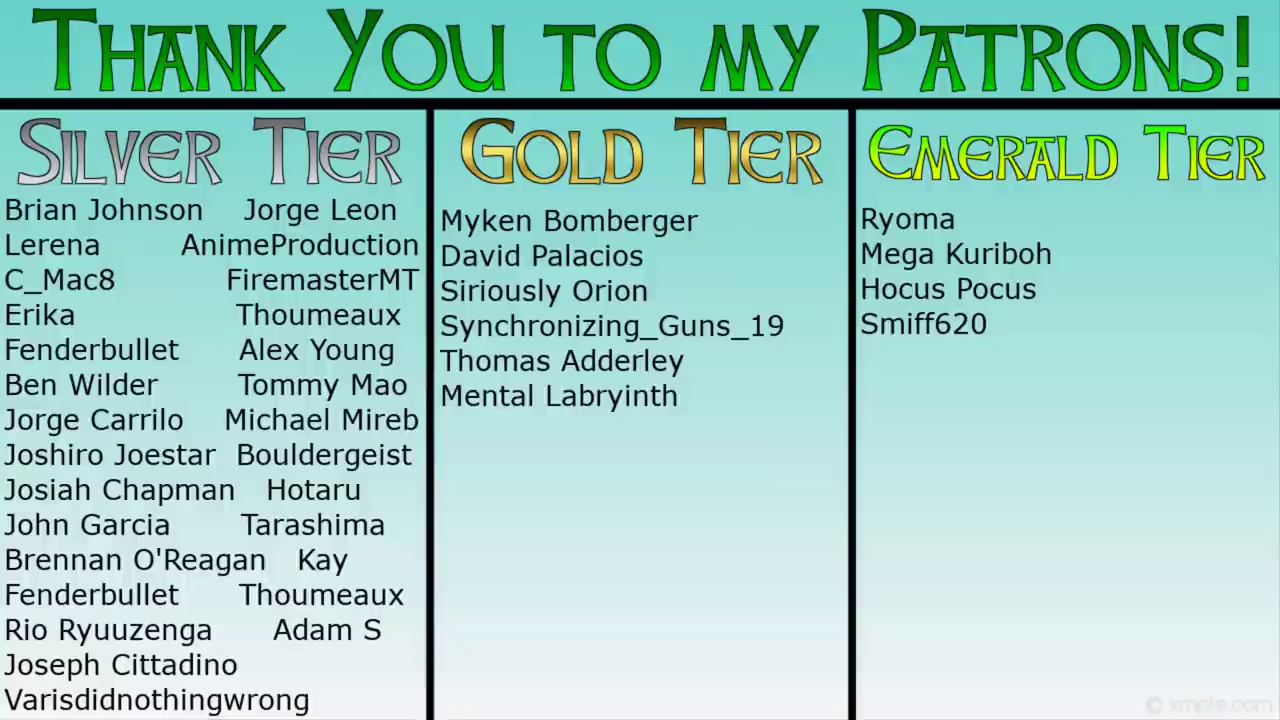 Thank You to my Patrons!
Silver Tier
Brian Johnson Jorge Leon
Lerena AnimeProduction
C_Mac8 FiremasterMT
Erika Thoumeaux
Fenderbullet Alex Young
Ben Wilder Tommy Mao
Jorge Carrilo Michael Mireb
Joshiro Joestar Bouldergeist
Josiah Chapman Hotaru
John Garcia Tarashima
Brennan O'Reagan Kay
Fenderbullet Thoumeaux
Rio Ryuuzenga Adam S
Joseph Cittadino
Varisdidnothingwrong
Gold Tier
Myken Bomberger
David Palacios
Siriously Orion
Synchronizing_Guns_19
Thomas Adderley
Mental Labryinth
Emerald Tier
Ryoma
Mega Kuriboh
Hocus Pocus
Smiff620
© xmple.com